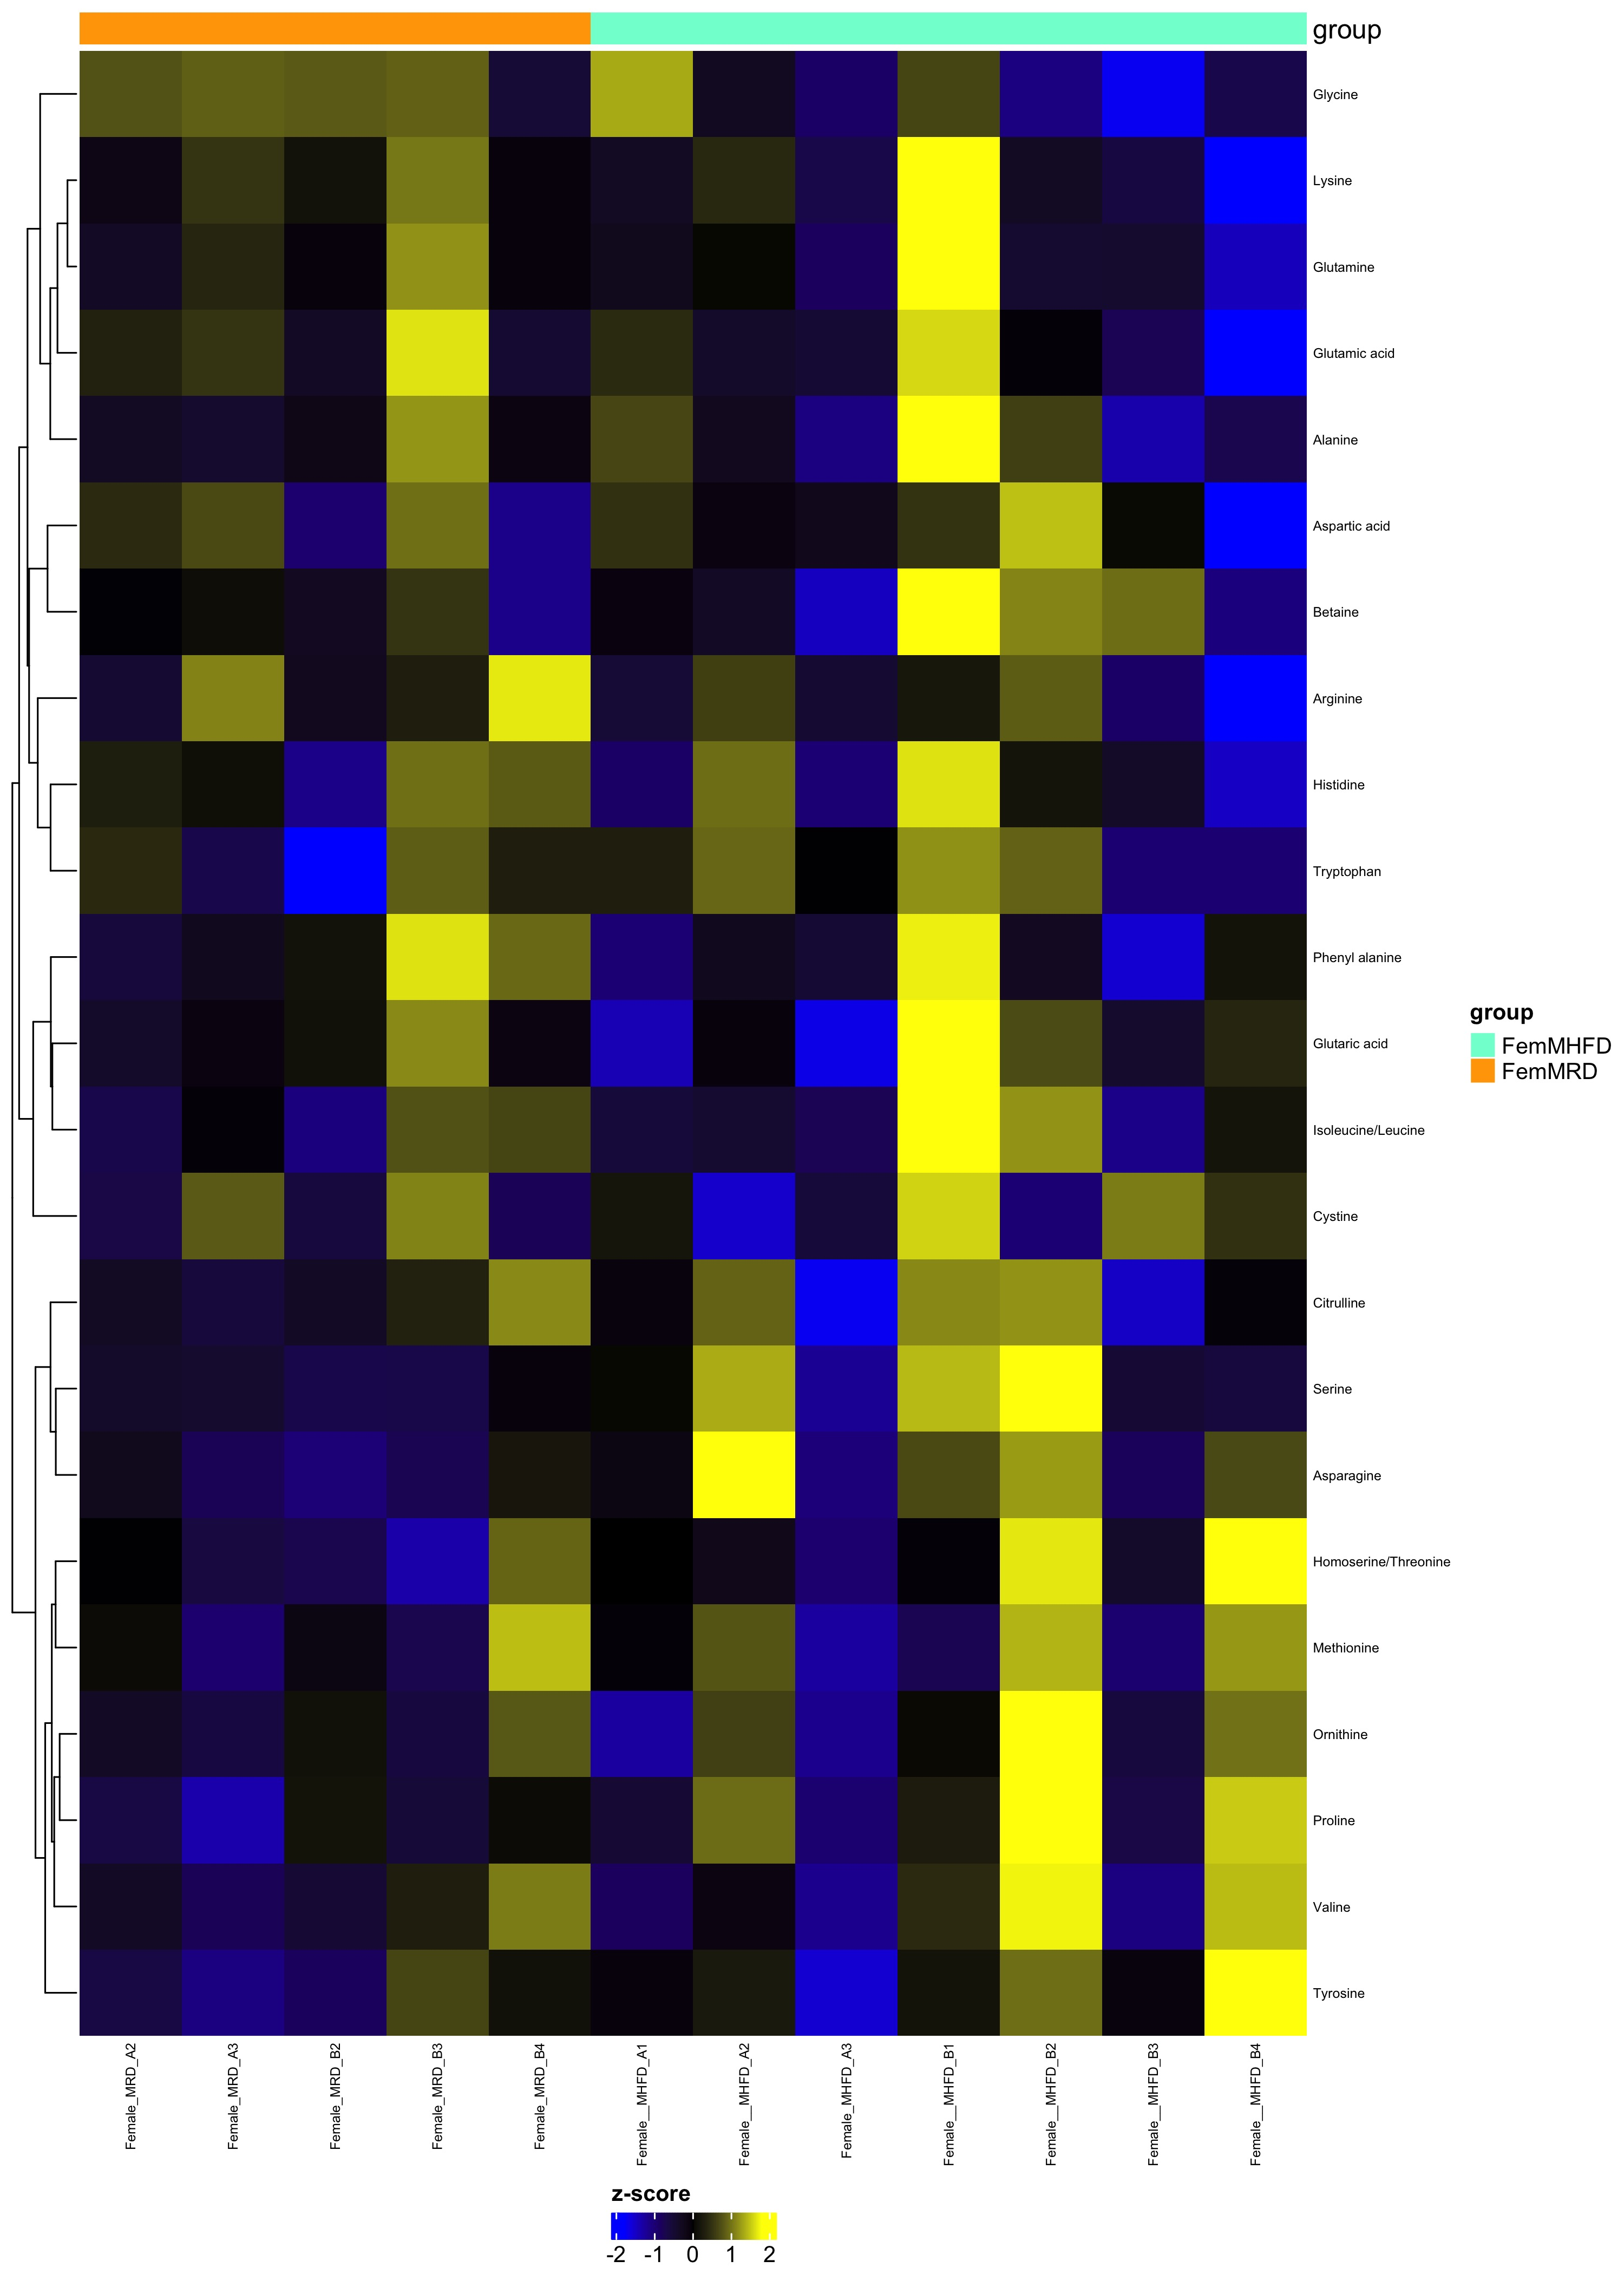 group
Glycine
Lysine
Glutamine
Glutamic acid
Alanine
Aspartic acid
Betaine
Arginine
Histidine
Tryptophan
Phenyl alanine
Glutaric acid
Isoleucine/Leucine
Cystine
Citrulline
Serine
Asparagine
Homoserine/Threonine
Methionine
Ornithine
Proline
Valine
Tyrosine
group
FemMHFD
FemMRD
Female_MRD_A2
Female_MRD_A3
Female_MRD_B2
Female_MRD_B3
Female_MRD_B4
Female__MHFD_A1
Female__MHFD_A2
Female_MHFD_A3
Female__MHFD_B1
Female__MHFD_B2
Female__MHFD_B3
Female__MHFD_B4
z-score
-2 -1 0 1 2